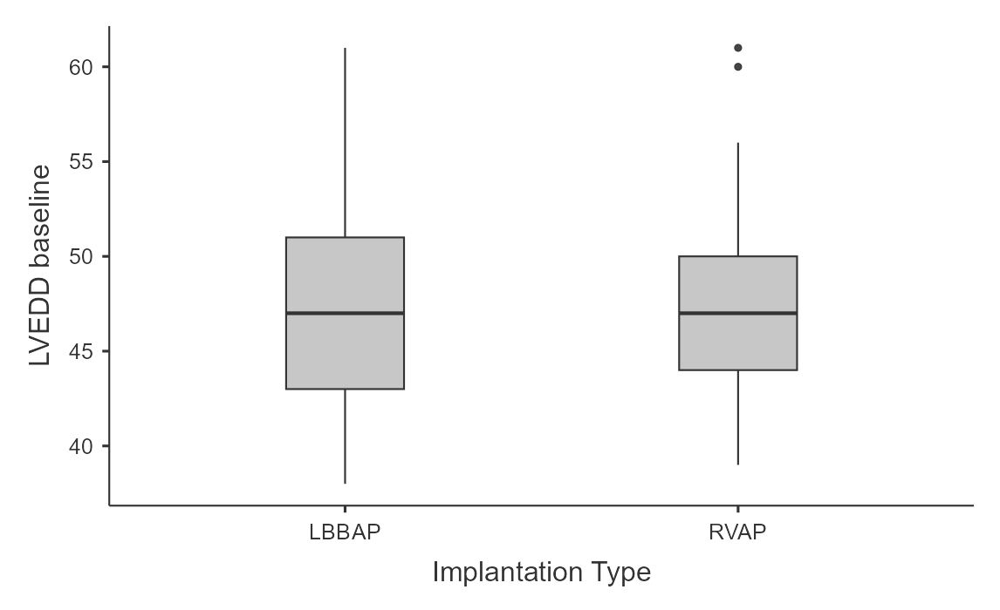 LVEDD baseline
60
55
50
45
40
LBBAP
RVAP
Implantation Type